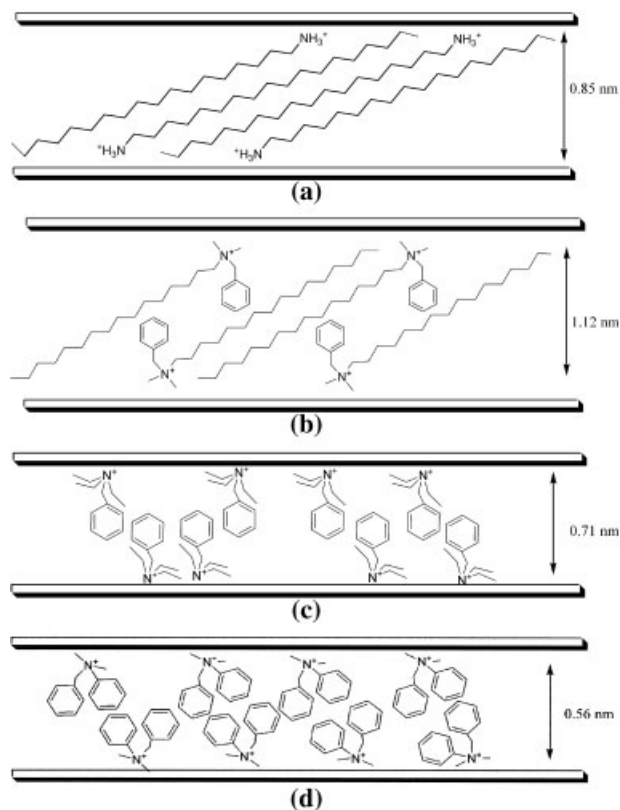 NH₃⁺ NH₃⁺
0.85 nm
⁺H₃N ⁺H₃N
(a)
N⁺ N⁺
1.12 nm
N⁺ N⁺
(b)
N⁺ N⁺ N⁺ N⁺
0.71 nm
N⁺ N⁺ N⁺ N⁺
(c)
N⁺ N⁺ N⁺ N⁺
0.56 nm
N⁺ N⁺ N⁺ N⁺
(d)